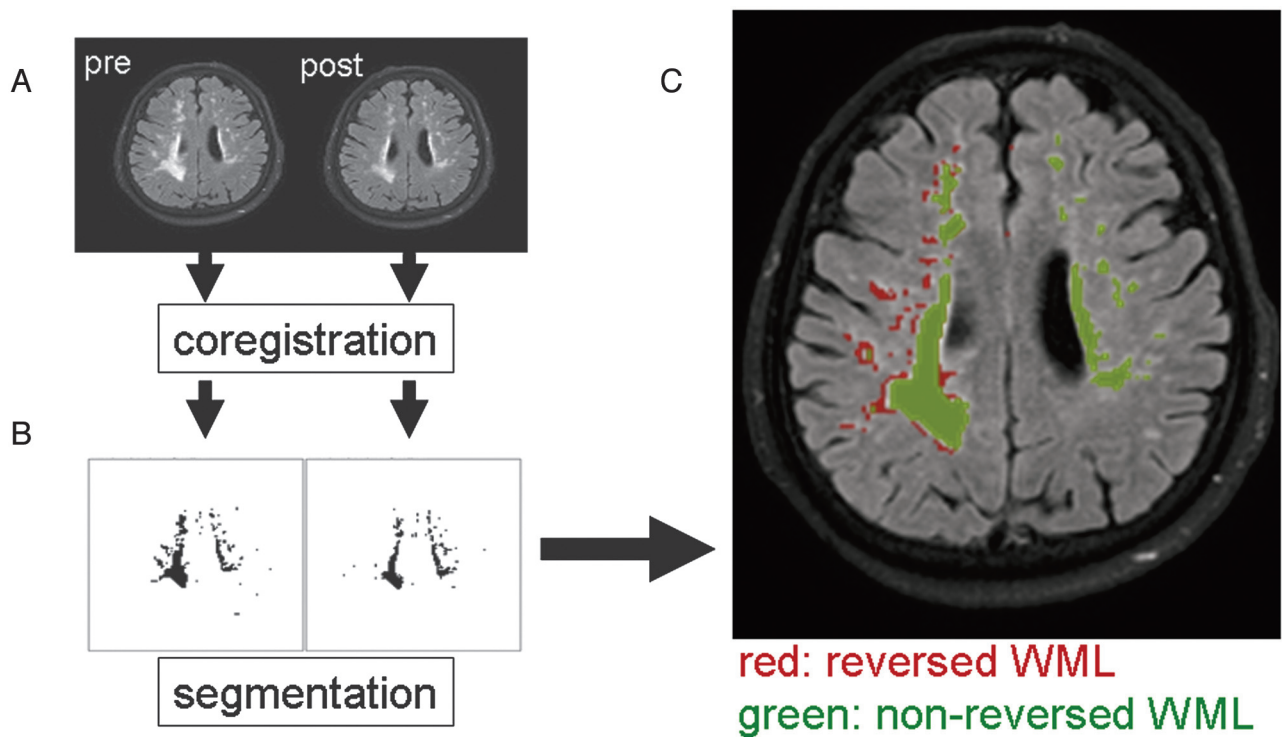 A
pre
post
coregistration
B
segmentation
C
red: reversed WML
green: non-reversed WML